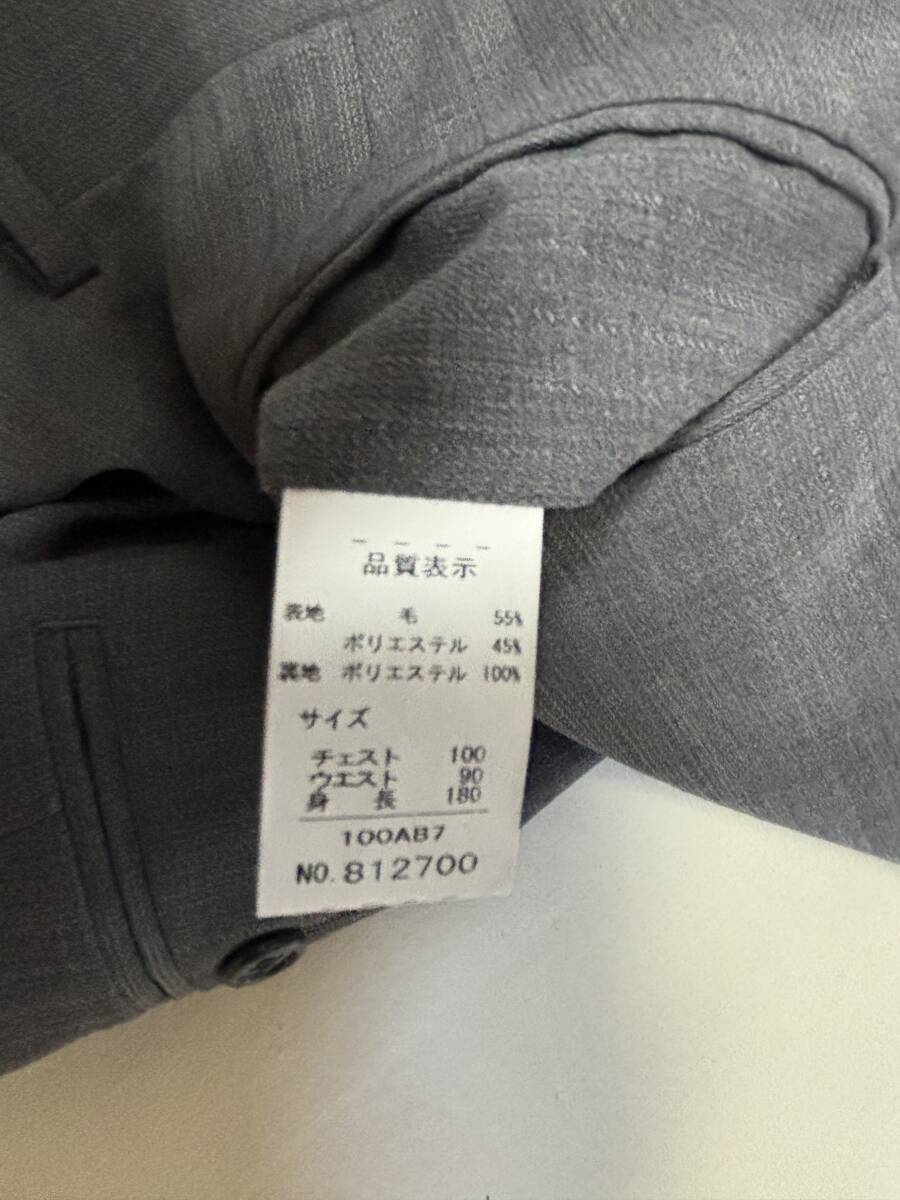 品質表示
表地 毛 55%
ポリエステル 45%
裏地 ポリエステル 100%
サイズ
チェスト 100
ウエスト 90
身長 180
100AB7
NO. 812700